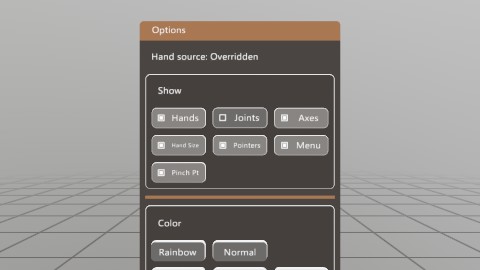 Options
Hand source: Overridden
Show
Hands Joints Axes
Hand Size Pointers Menu
Pinch Pt
Color
Rainbow Normal